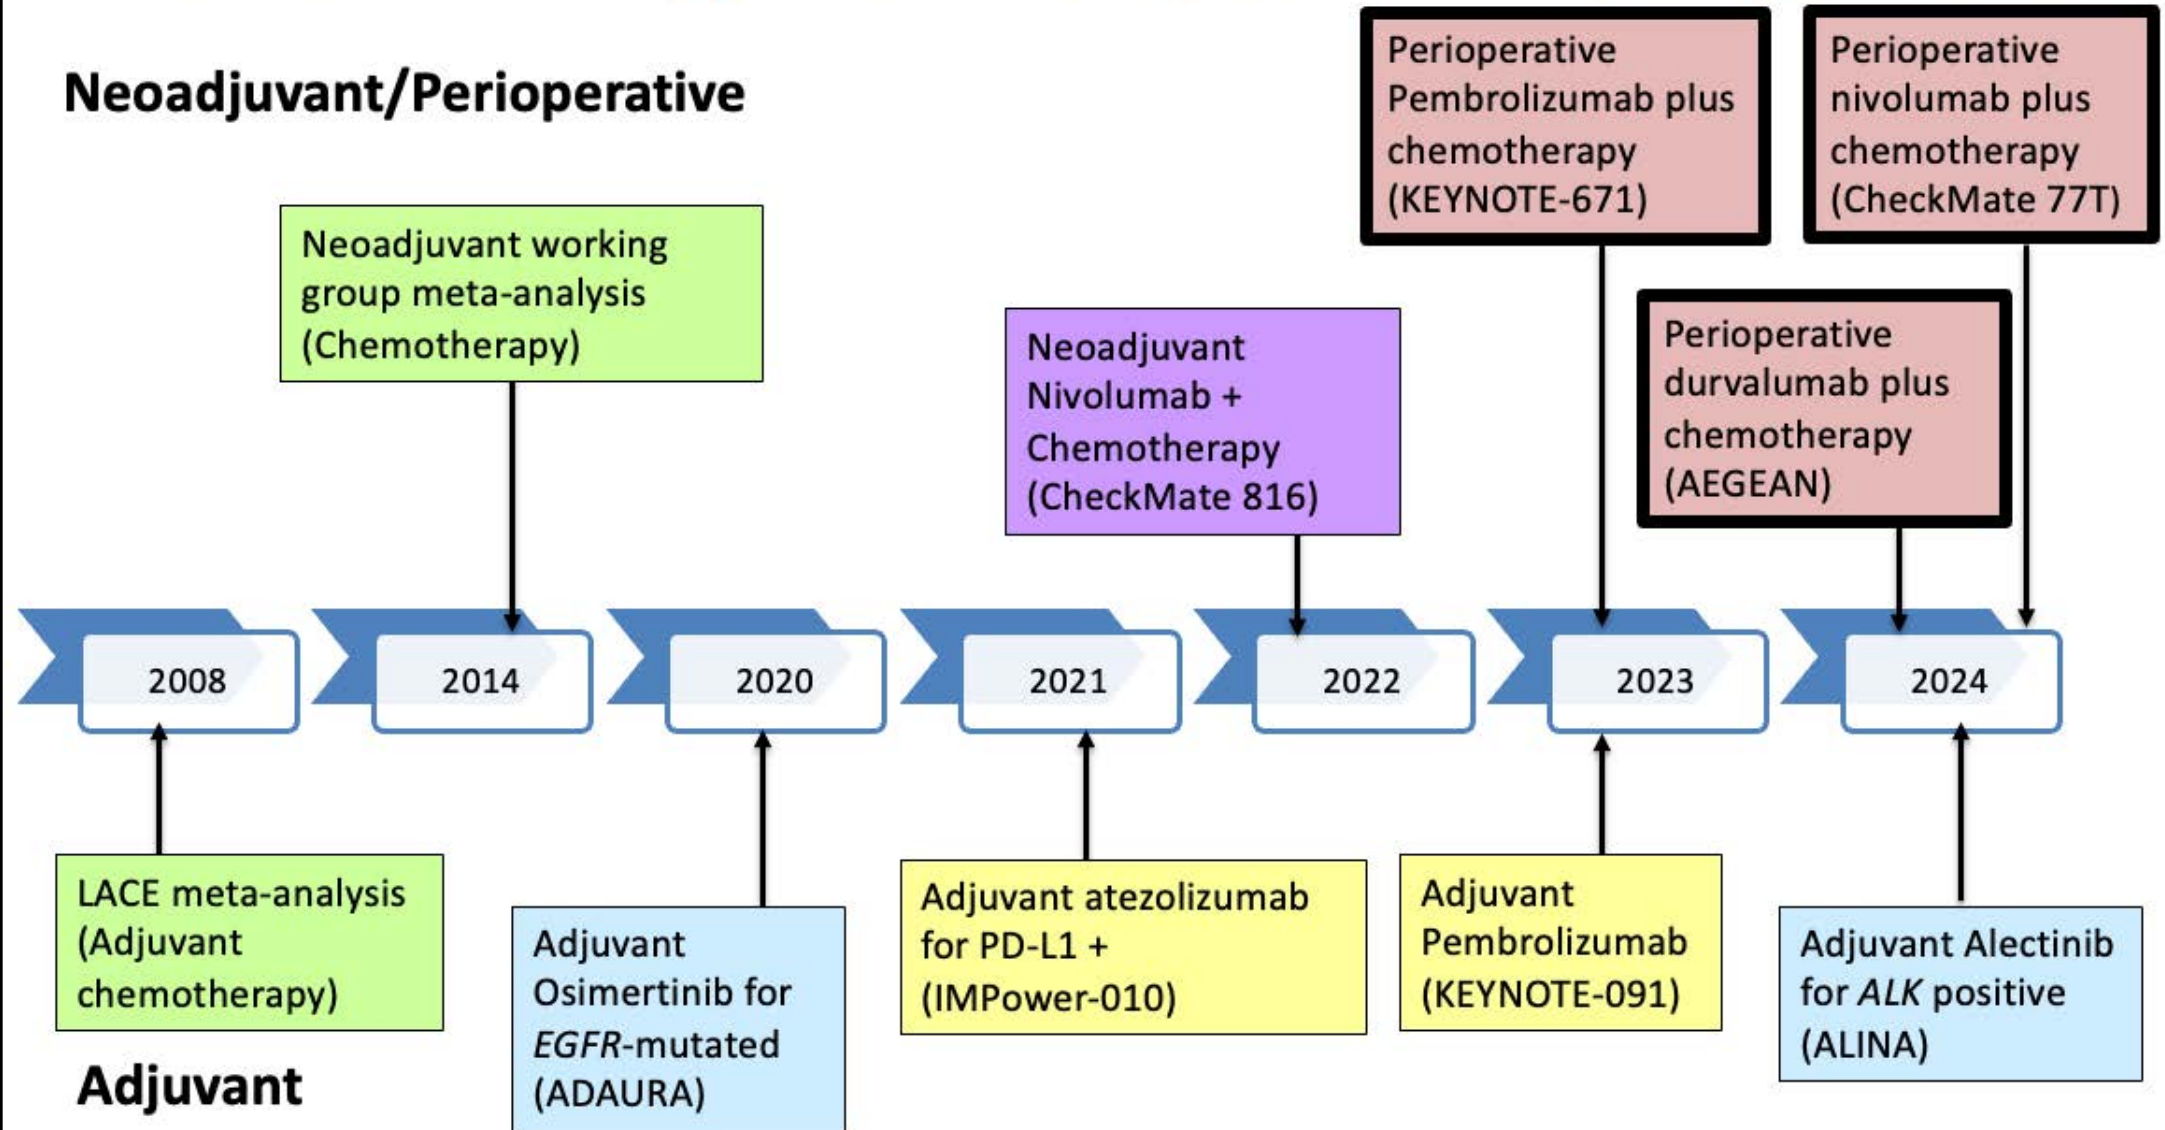 Neoadjuvant/Perioperative
Perioperative
Pembrolizumab plus
chemotherapy
(KEYNOTE-671)
Perioperative
nivolumab plus
chemotherapy
(CheckMate 77T)
Neoadjuvant working
group meta-analysis
(Chemotherapy)
Neoadjuvant
Nivolumab +
Chemotherapy
(CheckMate 816)
Perioperative
durvalumab plus
chemotherapy
(AEGEAN)
2008
2014
2020
2021
2022
2023
2024
LACE meta-analysis
(Adjuvant
chemotherapy)
Adjuvant
Osimertinib for
EGFR-mutated
(ADAURA)
Adjuvant atezolizumab
for PD-L1 +
(IMPower-010)
Adjuvant
Pembrolizumab
(KEYNOTE-091)
Adjuvant Alectinib
for ALK positive
(ALINA)
Adjuvant